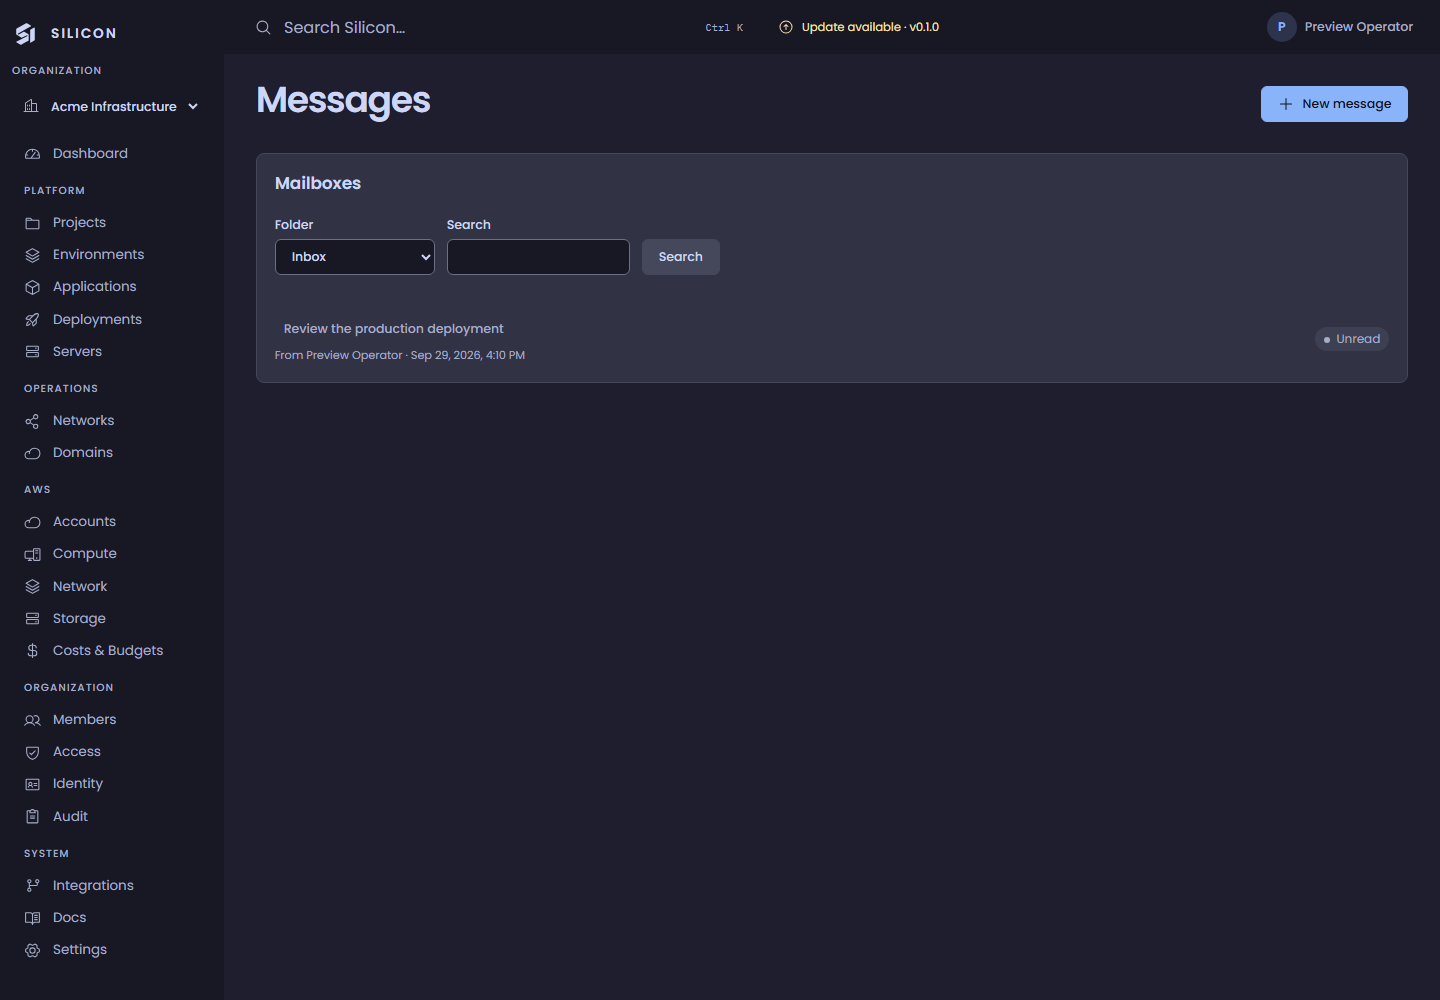 SILICON
ORGANIZATION
Acme Infrastructure
Dashboard
PLATFORM
Projects
Environments
Applications
Deployments
Servers
OPERATIONS
Networks
Domains
AWS
Accounts
Compute
Network
Storage
Costs & Budgets
ORGANIZATION
Members
Access
Identity
Audit
SYSTEM
Integrations
Docs
Settings
Search Silicon...
Ctrl K
Update available · v0.1.0
P
Preview Operator
Messages
New message
Mailboxes
Folder
Search
Inbox
Search
Review the production deployment
From Preview Operator · Sep 29, 2026, 4:10 PM
Unread